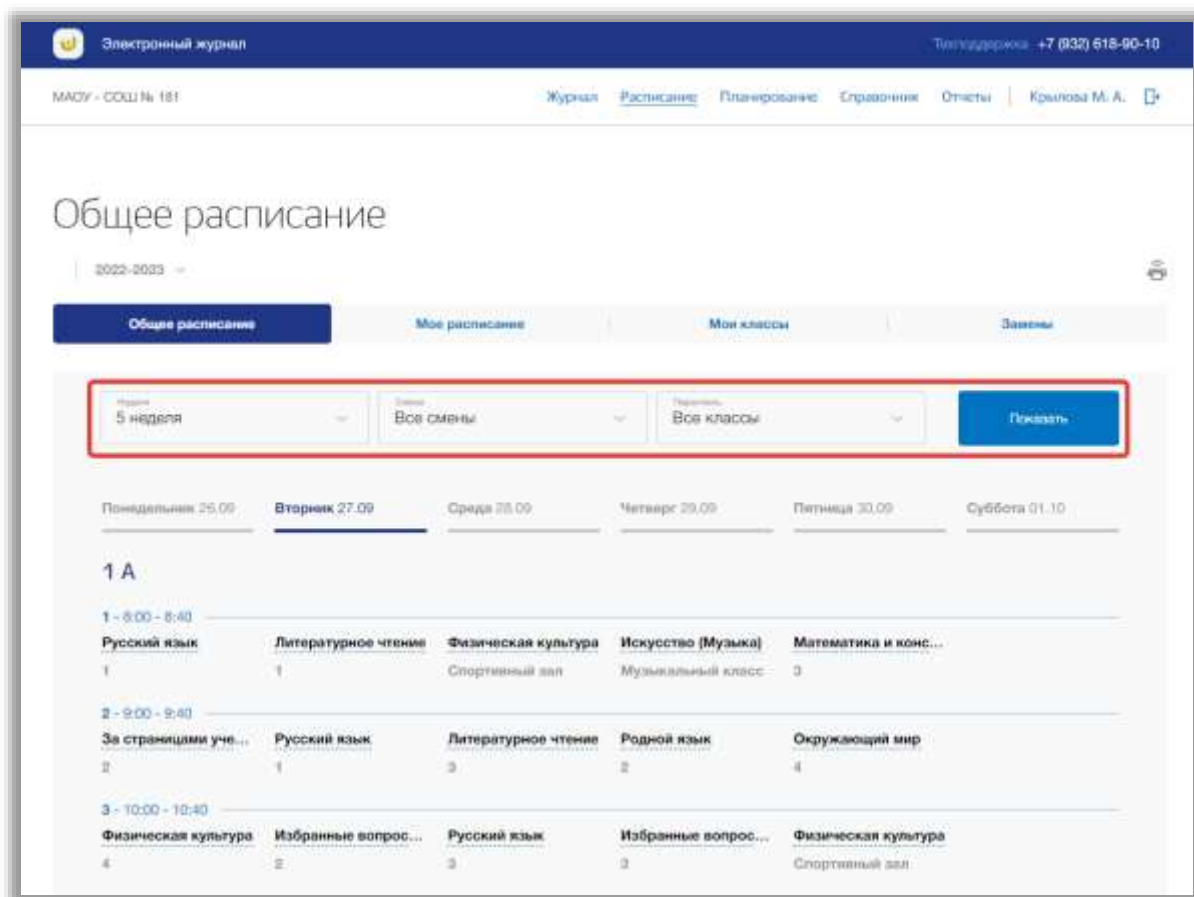 Электронный журнал
Техподдержка +7 (932) 618-90-10
МАОУ - СОШ № 181
Журнал Расписание Планирование Справочник Отчеты Крылова М. А.
Общее расписание
2022-2023
Общее расписание Мое расписание Мои классы Замены
Неделя Смена Параллель
5 неделя Все смены Все классы Показать
Понедельник 26.09 Вторник 27.09 Среда 28.09 Четверг 29.09 Пятница 30.09 Суббота 01.10
1 А
1 - 8:00 - 8:40
Русский язык Литературное чтение Физическая культура Искусство (Музыка) Математика и конс...
1 1 Спортивный зал Музыкальный класс 3
2 - 9:00 - 9:40
За страницами уче... Русский язык Литературное чтение Родной язык Окружающий мир
2 1 3 2 4
3 - 10:00 - 10:40
Физическая культура Избранные вопрос... Русский язык Избранные вопрос... Физическая культура
4 2 3 3 Спортивный зал